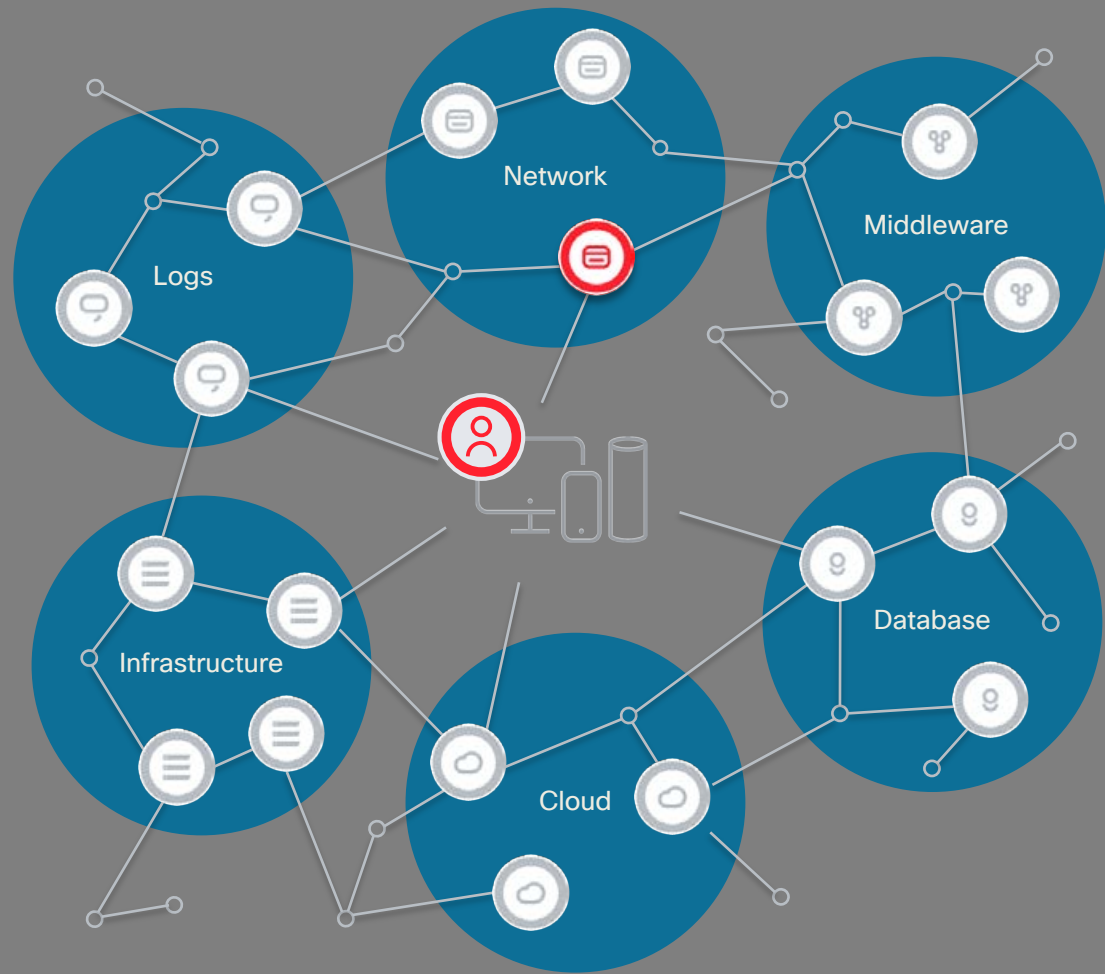 Network
Middleware
Logs
Database
Infrastructure
Cloud